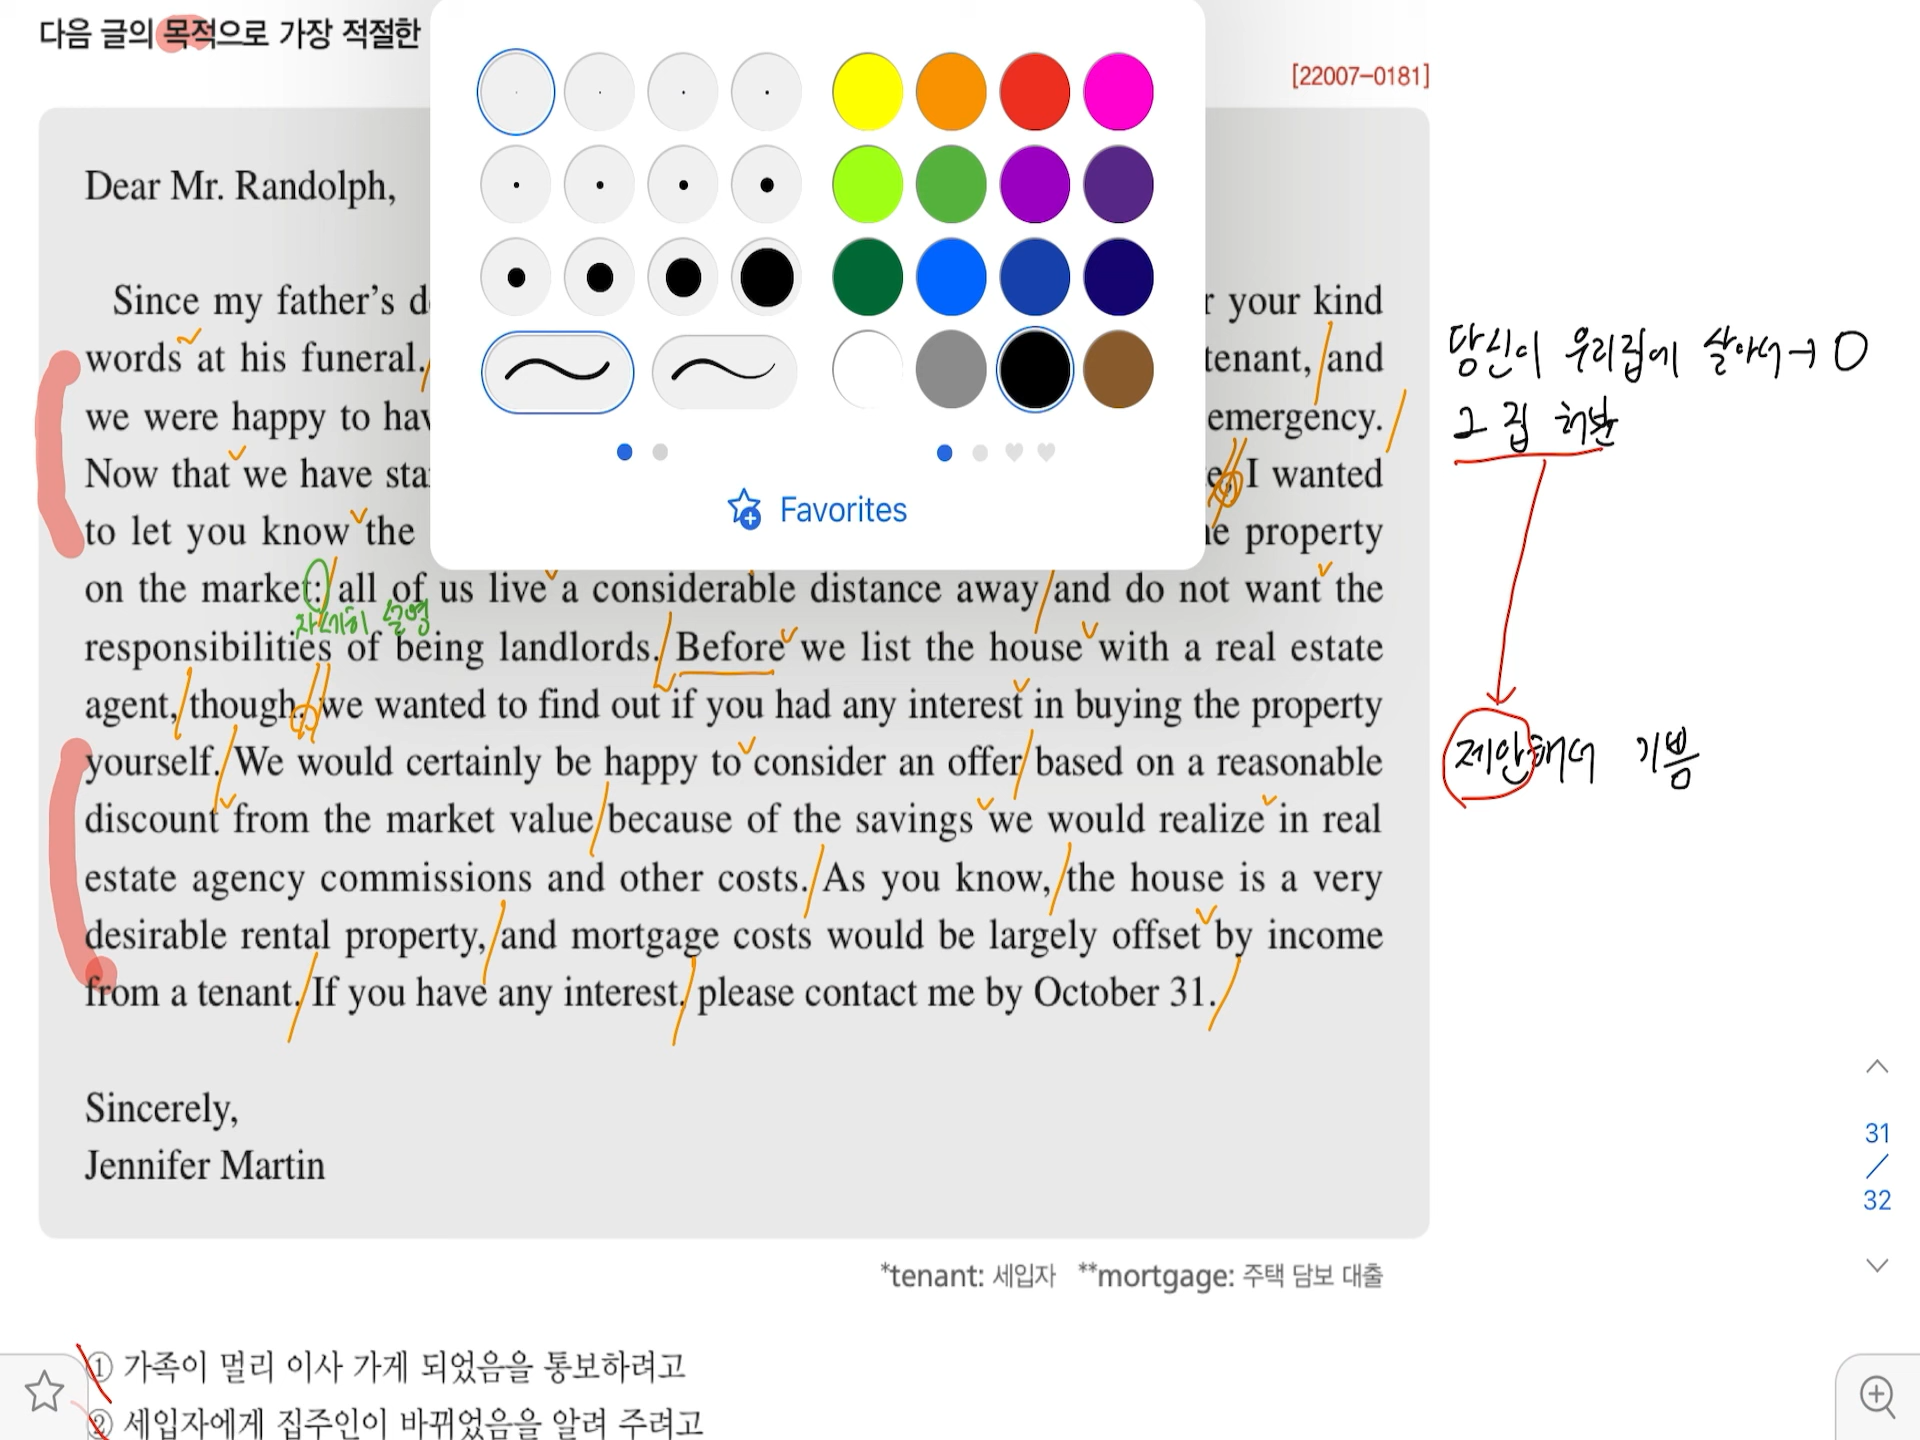 다음 글의 목적으로 가장 적절한
[22007-0181]
Dear Mr. Randolph,
Since my father's d
r your kind
words at his funeral.
tenant, and
we were happy to hav
emergency.
Now that we have sta
e, I wanted
to let you know the
e property
on the market: all of us live a considerable distance away and do not want the
자세히 설명
responsibilities of being landlords. Before we list the house with a real estate
agent, though, we wanted to find out if you had any interest in buying the property
yourself. We would certainly be happy to consider an offer based on a reasonable
discount from the market value because of the savings we would realize in real
estate agency commissions and other costs. As you know, the house is a very
desirable rental property, and mortgage costs would be largely offset by income
from a tenant. If you have any interest, please contact me by October 31.
Sincerely,
Jennifer Martin
*tenant: 세입자 **mortgage: 주택 담보 대출
① 가족이 멀리 이사 가게 되었음을 통보하려고
② 세입자에게 집주인이 바뀌었음을 알려 주려고
Favorites
당신이 우리집에 살아서 → O
그 집 처분
제안해서 기쁨
31
/
32